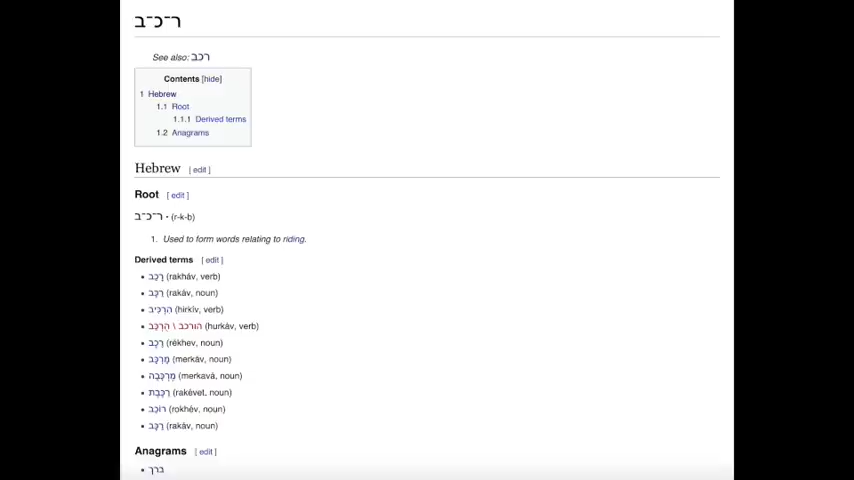 ר־כ־ב
See also: רכב
Contents [hide]
1 Hebrew
1.1 Root
1.1.1 Derived terms
1.2 Anagrams
Hebrew [ edit ]
Root [ edit ]
ר־כ־ב • (r-k-b)
1. Used to form words relating to riding.
Derived terms [ edit ]
• רָכַב (rakháv, verb)
• רַכָּב (rakáv, noun)
• הִרְכִּיב (hirkív, verb)
• הורכב \ הֻרְכַּב (hurkáv, verb)
• רֶכֶב (rékhev, noun)
• מֶרְכָּב (merkáv, noun)
• מֶרְכָּבָה (merkavá, noun)
• רַכֶּבֶת (rakévet, noun)
• רוֹכֵב (rokhév, noun)
• רַכָּב (rakáv, noun)
Anagrams [ edit ]
• ברך